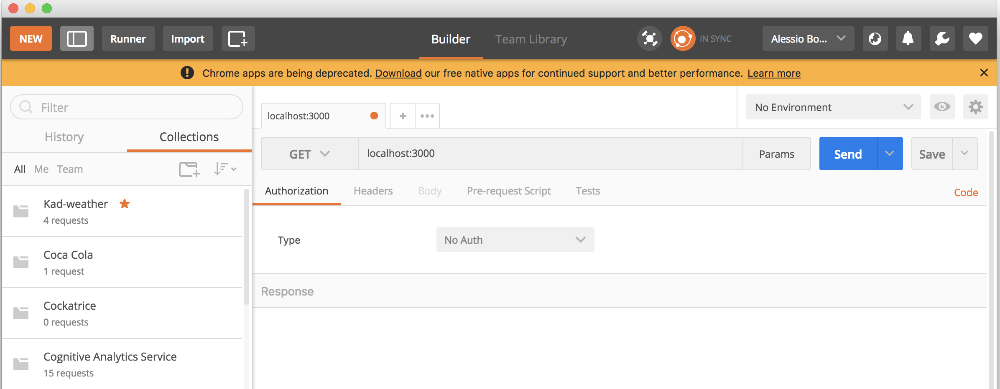 NEW Runner Import Builder Team Library IN SYNC Alessio Bo...
Chrome apps are being deprecated. Download our free native apps for continued support and better performance. Learn more
Filter
History Collections
All Me Team
Kad-weather
4 requests
Coca Cola
1 request
Cockatrice
0 requests
Cognitive Analytics Service
15 requests
localhost:3000
No Environment
GET localhost:3000 Params Send Save
Authorization Headers Body Pre-request Script Tests Code
Type No Auth
Response